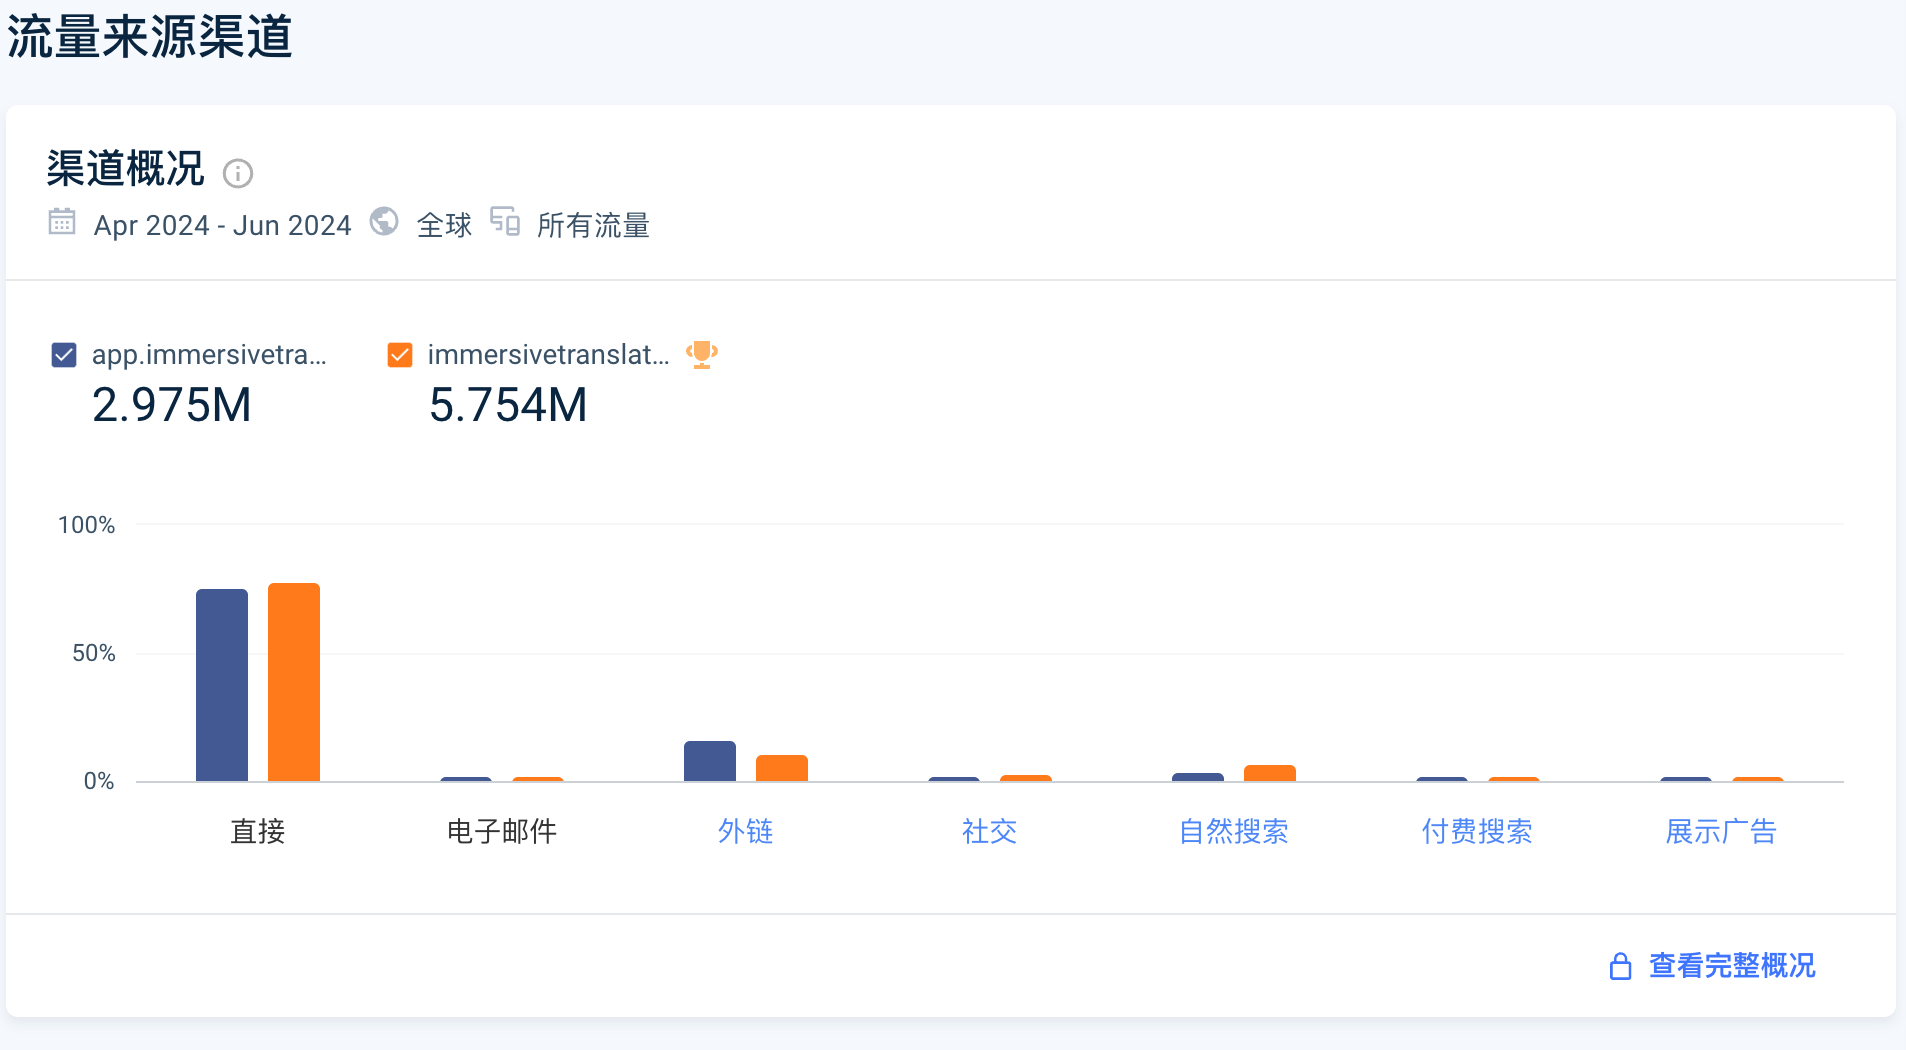 流量来源渠道
渠道概况
Apr 2024 - Jun 2024 全球 所有流量
app.immersivetra... immersivetranslat...
2.975M 5.754M
100%
50%
0%
直接 电子邮件 外链 社交 自然搜索 付费搜索 展示广告
查看完整概况